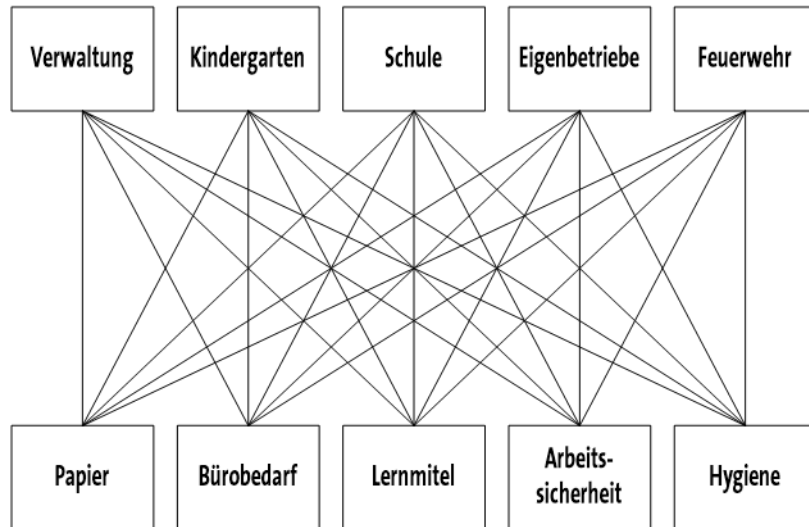 Verwaltung
Kindergarten
Schule
Eigenbetriebe
Feuerwehr
Papier
Bürobedarf
Lernmitel
Arbeits-
sicherheit
Hygiene